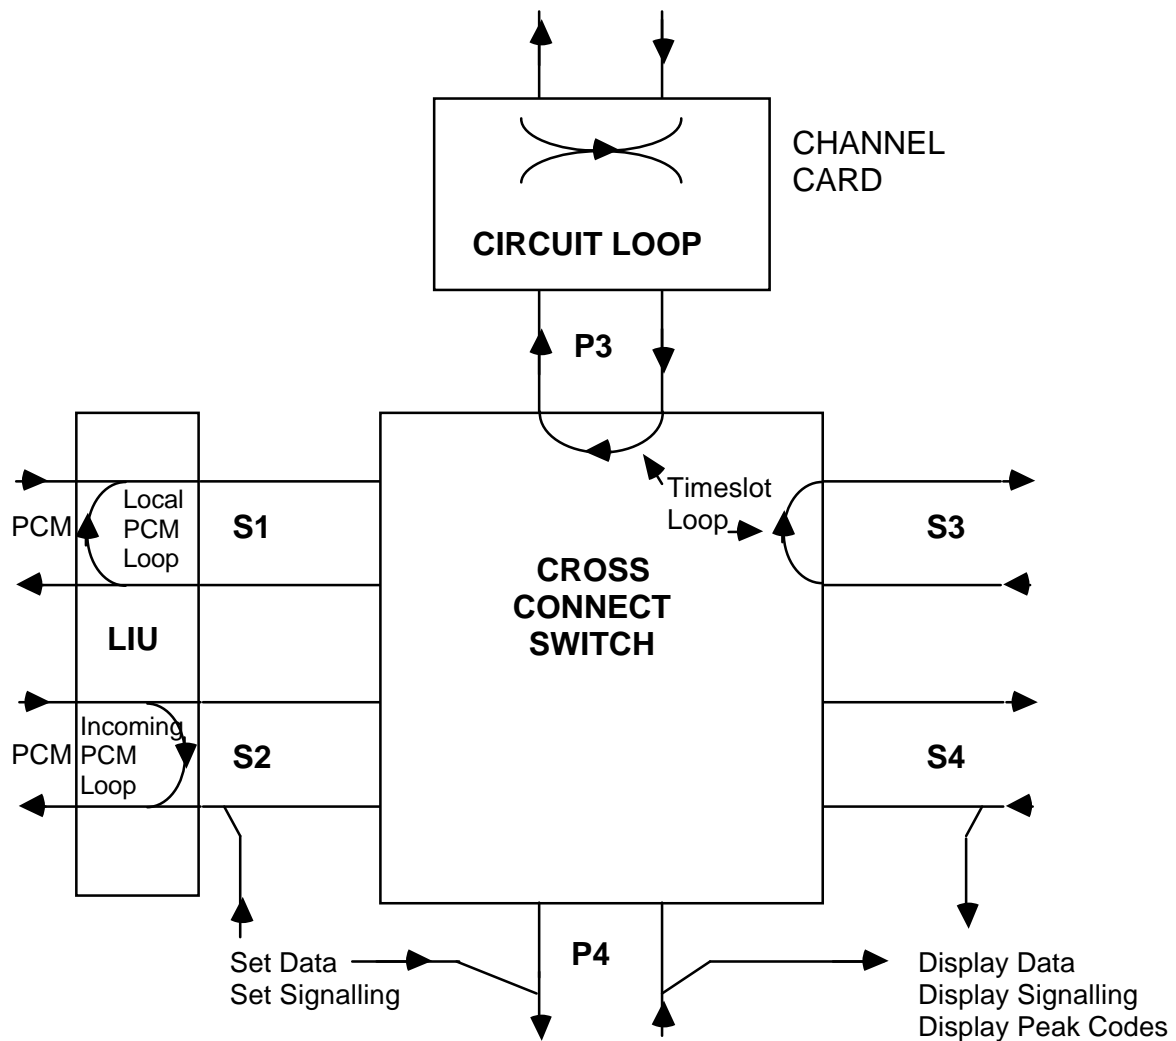 CHANNEL
CARD
CIRCUIT LOOP
P3
Timeslot
Loop
Local
PCM
Loop
PCM
S1
S3
CROSS
CONNECT
SWITCH
LIU
Incoming
PCM
Loop
PCM
S2
S4
Set Data
Set Signalling
P4
Display Data
Display Signalling
Display Peak Codes